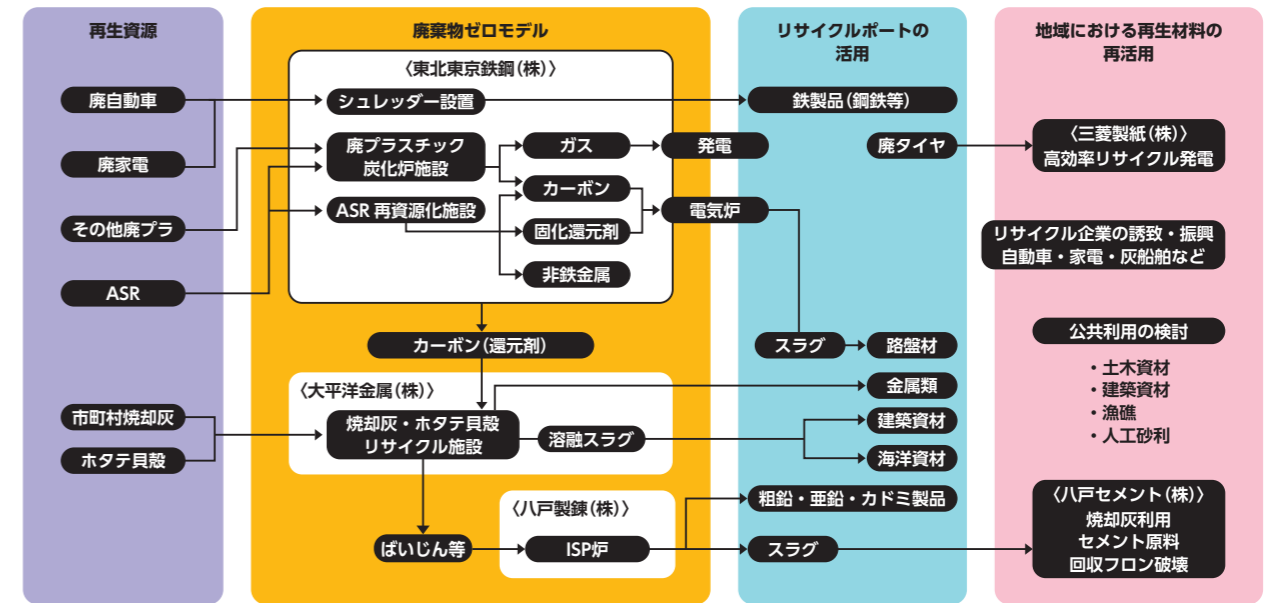 再生資源
廃自動車
廃家電
その他廃プラ
ASR
市町村焼却灰
ホタテ貝殻
廃棄物ゼロモデル
〈東北東京鉄鋼(株)〉
シュレッダー設置
廃プラスチック
炭化炉施設
ASR 再資源化施設
ガス
カーボン
固化還元剤
非鉄金属
発電
電気炉
カーボン(還元剤)
〈大平洋金属(株)〉
焼却灰・ホタテ貝殻
リサイクル施設
溶融スラグ
〈八戸製錬(株)〉
ばいじん等
ISP炉
リサイクルポートの
活用
鉄製品(鋼鉄等)
廃タイヤ
スラグ
路盤材
金属類
建築資材
海洋資材
粗鉛・亜鉛・カドミ製品
スラグ
地域における再生材料の
再活用
〈三菱製紙(株)〉
高効率リサイクル発電
リサイクル企業の誘致・振興
自動車・家電・灰船舶など
公共利用の検討
・土木資材
・建築資材
・漁礁
・人工砂利
〈八戸セメント(株)〉
焼却灰利用
セメント原料
回収フロン破壊